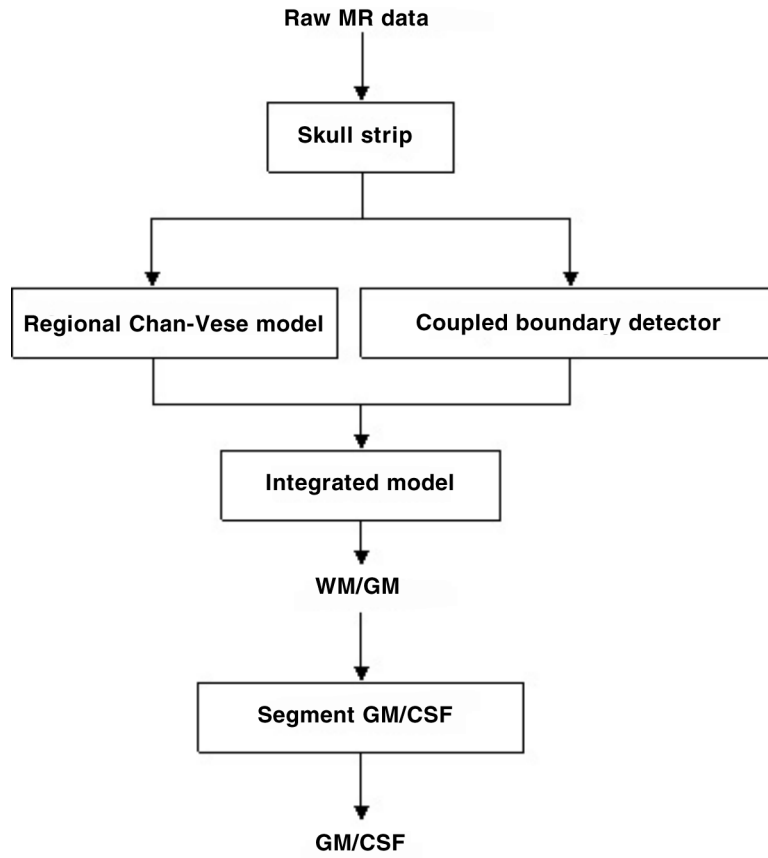 Raw MR data
Skull strip
Regional Chan-Vese model
Coupled boundary detector
Integrated model
WM/GM
Segment GM/CSF
GM/CSF